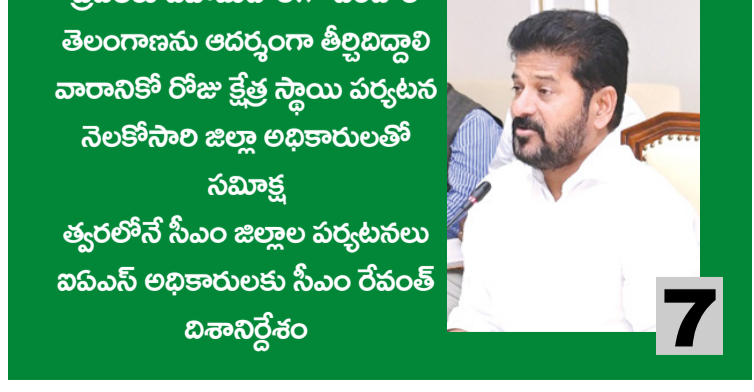 తెలంగాణను ఆదర్శంగా తీర్చిదిద్దాలి
వారానికో రోజు క్షేత్ర స్థాయి పర్యటన
నెలకోసారి జిల్లా అధికారులతో
సమీక్ష
త్వరలోనే సీఎం జిల్లాల పర్యటనలు
ఐఏఎస్ అధికారులకు సీఎం రేవంత్
దిశానిర్దేశం
7